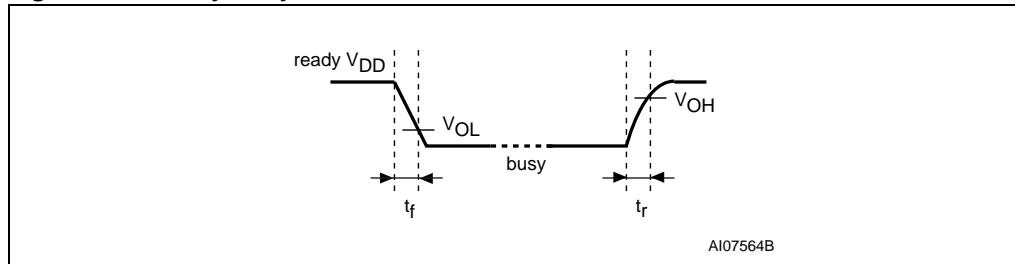 ready VDD
VOL
VOH
busy
tf
tr
AI07564B